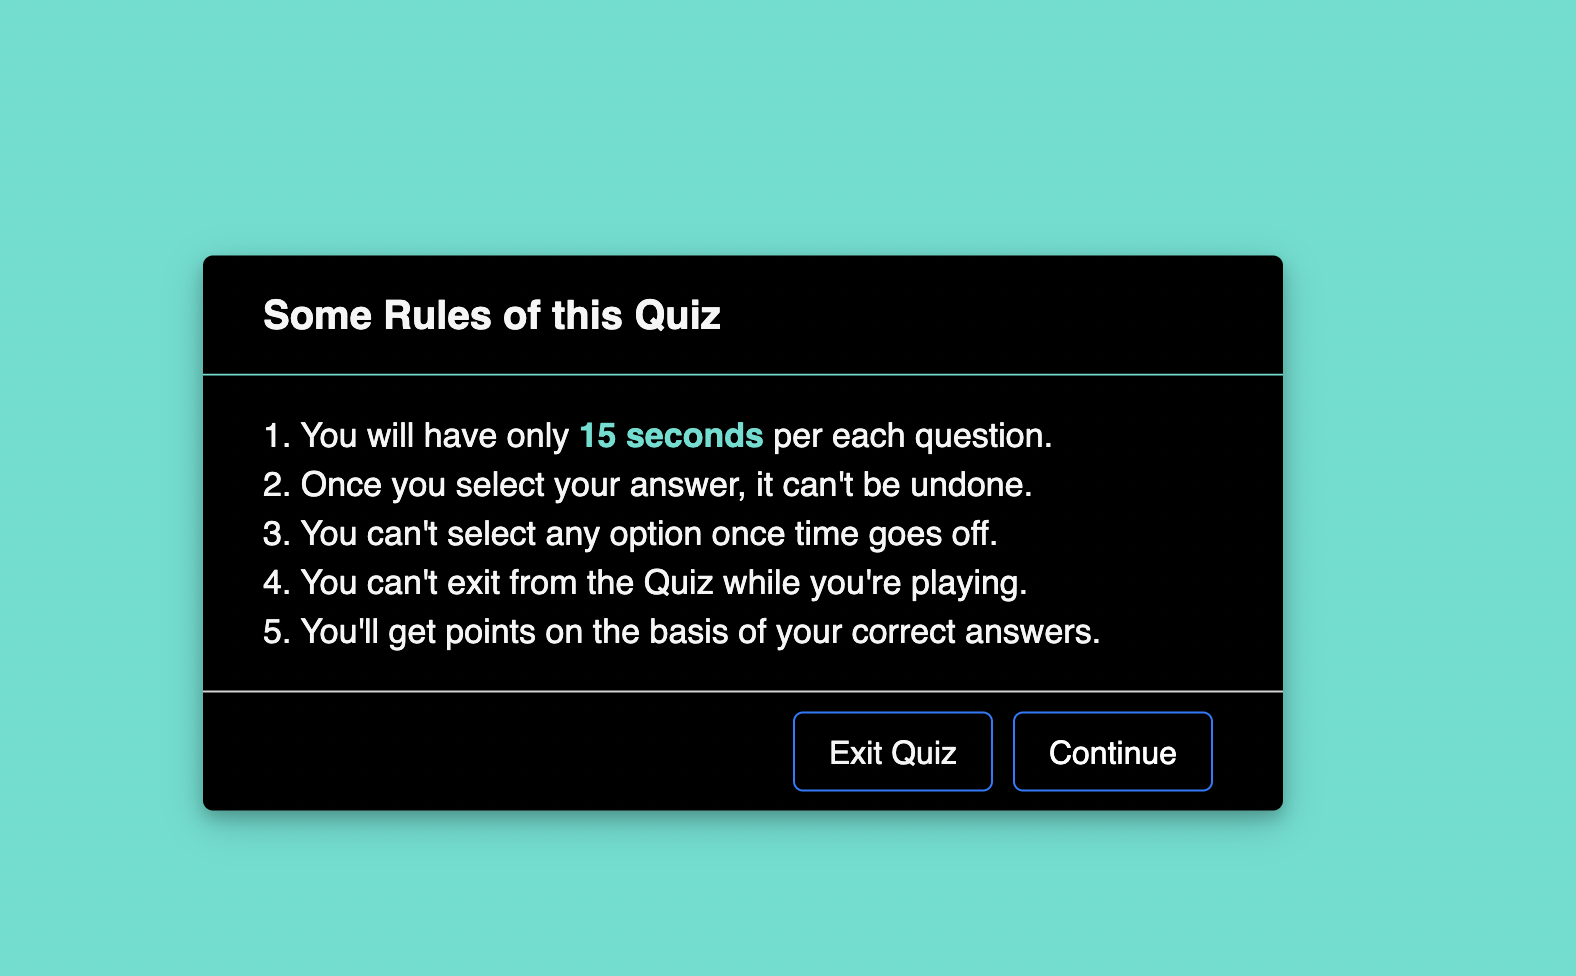 Some Rules of this Quiz
1. You will have only 15 seconds per each question.
2. Once you select your answer, it can't be undone.
3. You can't select any option once time goes off.
4. You can't exit from the Quiz while you're playing.
5. You'll get points on the basis of your correct answers.
Exit Quiz
Continue